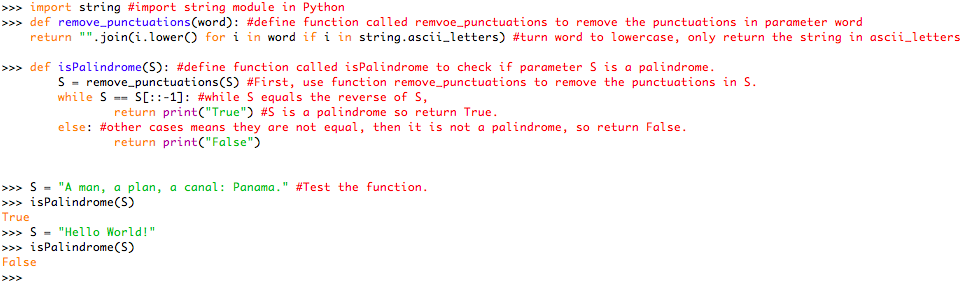 >>> import string #import string module in Python
>>> def remove_punctuations(word): #define function called remvoe_punctuations to remove the punctuations in parameter word
    return "".join(i.lower() for i in word if i in string.ascii_letters) #turn word to lowercase, only return the string in ascii_letters
>>> def isPalindrome(S): #define function called isPalindrome to check if parameter S is a palindrome.
        S = remove_punctuations(S) #First, use function remove_punctuations to remove the punctuations in S.
        while S == S[::-1]: #while S equals the reverse of S,
                return print("True") #S is a palindrome so return True.
        else: #other cases means they are not equal, then it is not a palindrome, so return False.
                return print("False")
>>> S = "A man, a plan, a canal: Panama." #Test the function.
>>> isPalindrome(S)
True
>>> S = "Hello World!"
>>> isPalindrome(S)
False
>>>